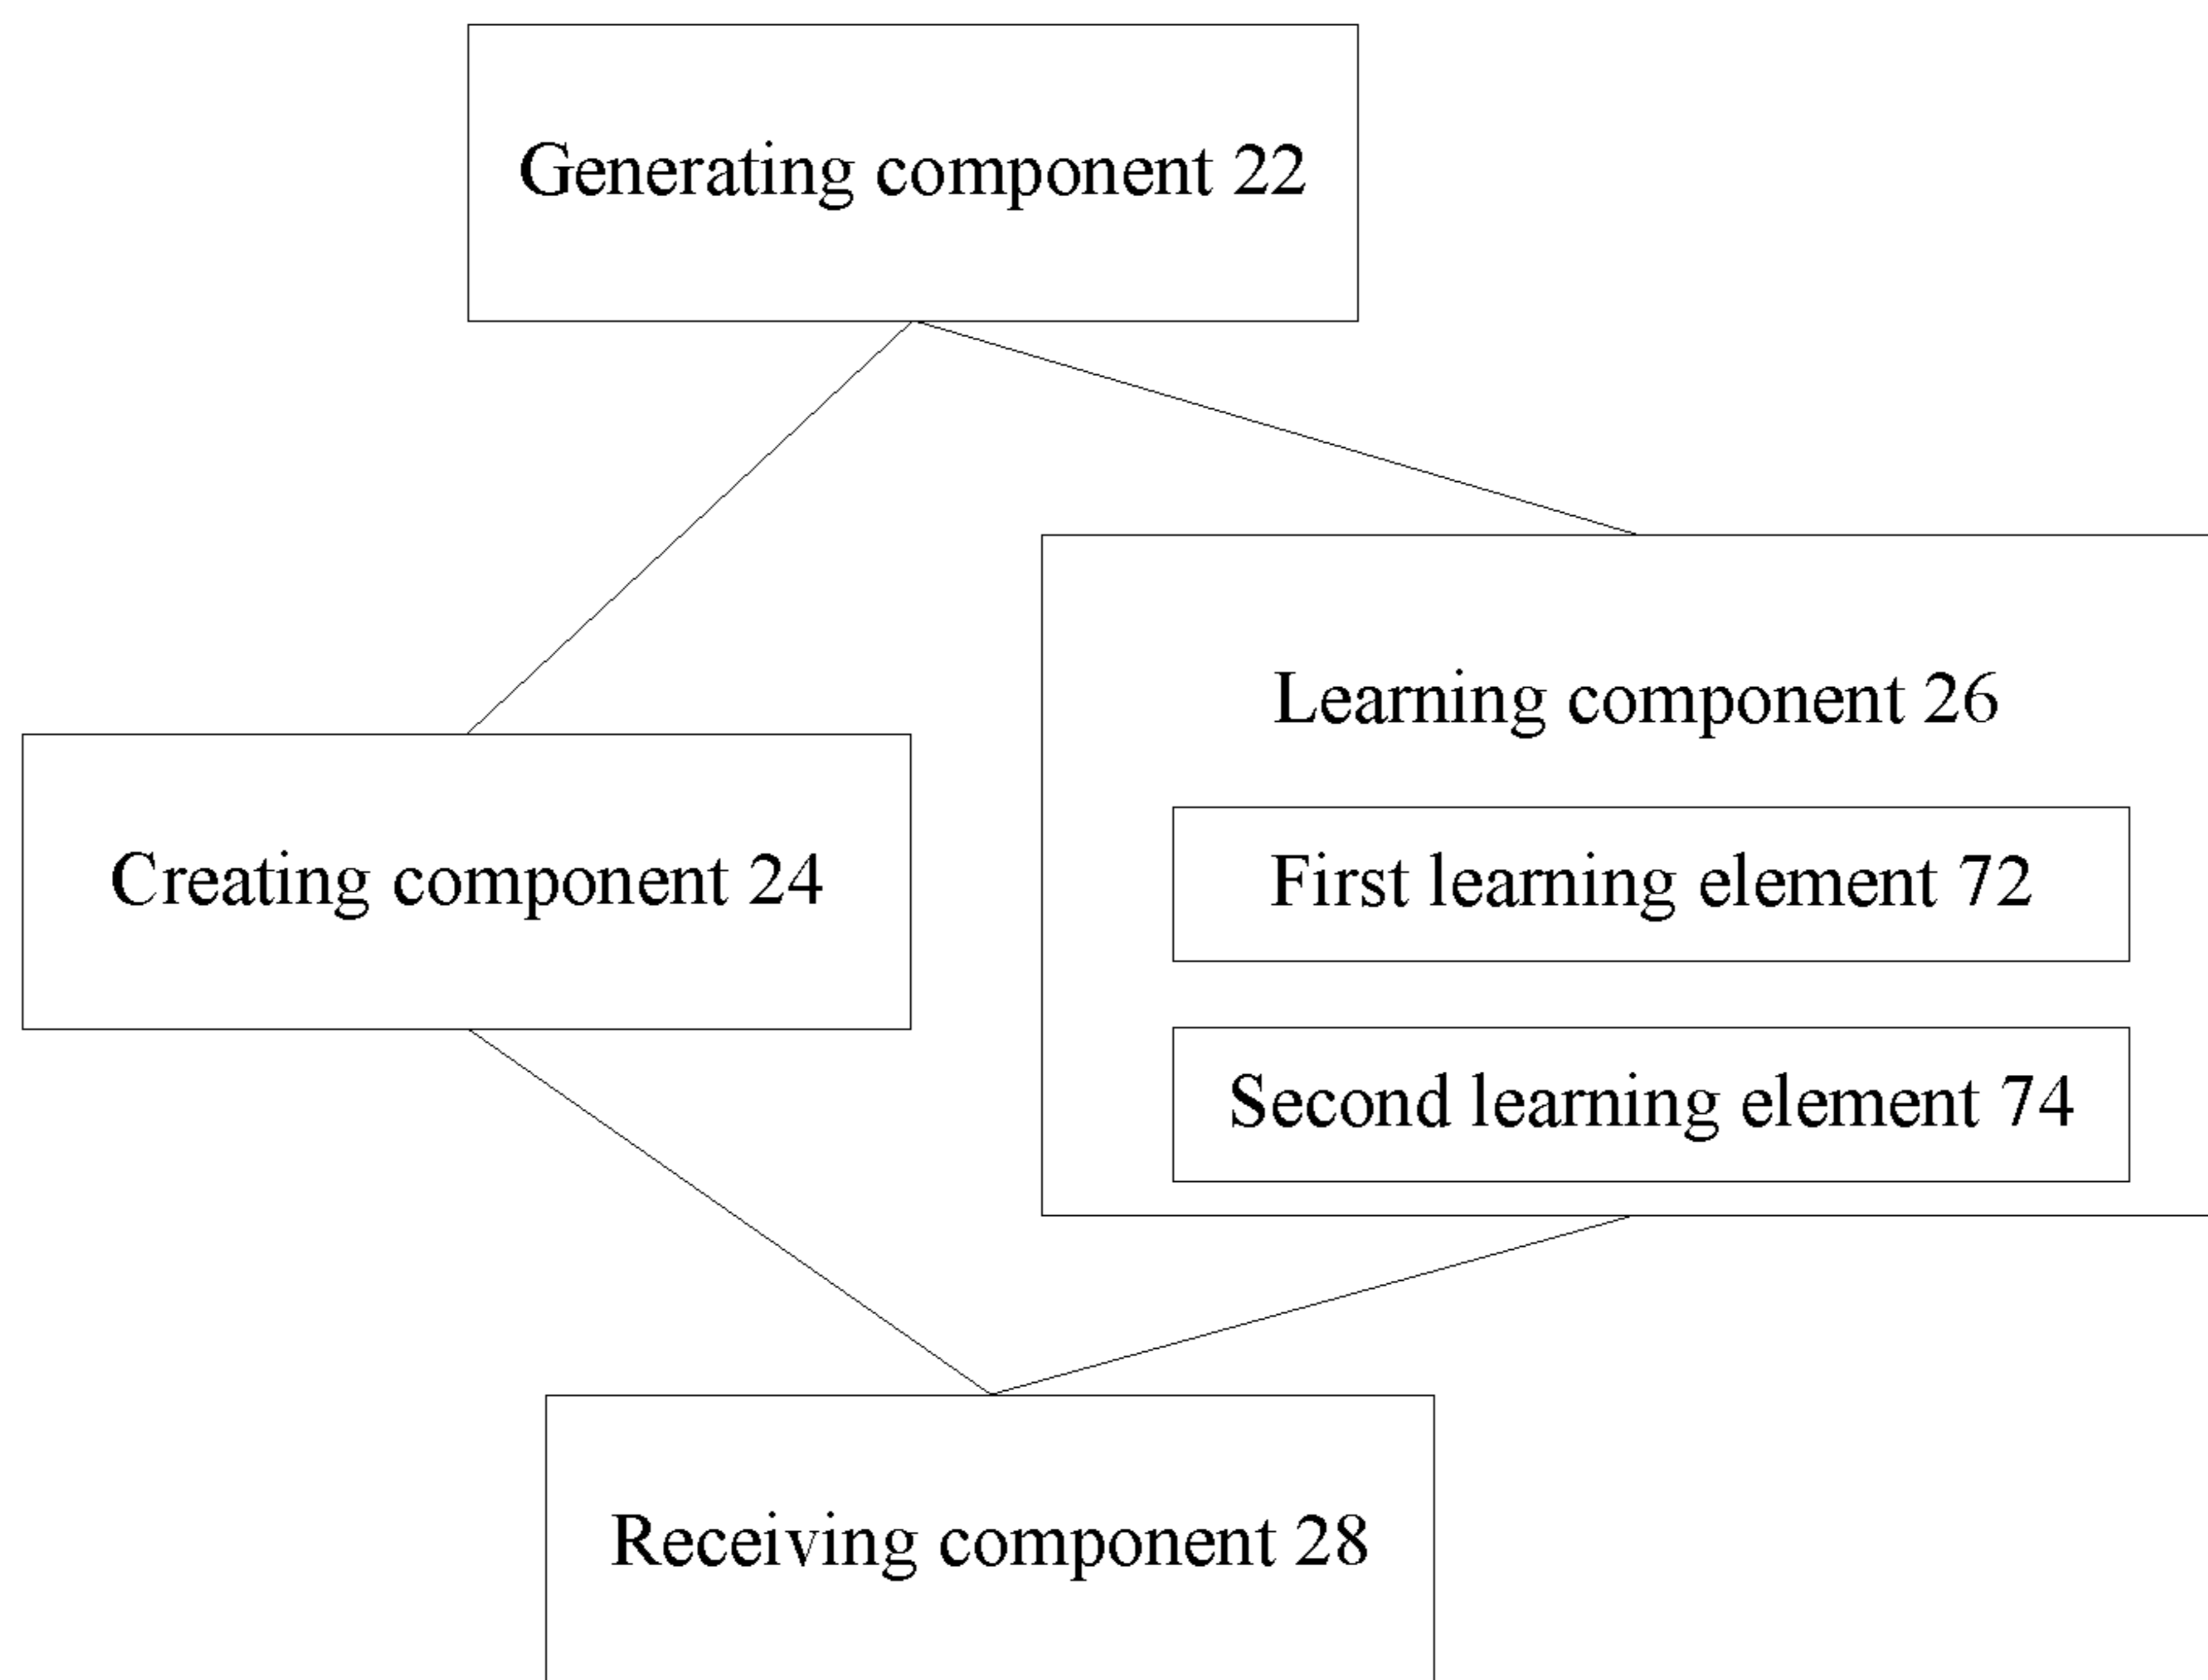 Generating component 22
Learning component 26
Creating component 24
First learning element 72
Second learning element 74
Receiving component 28